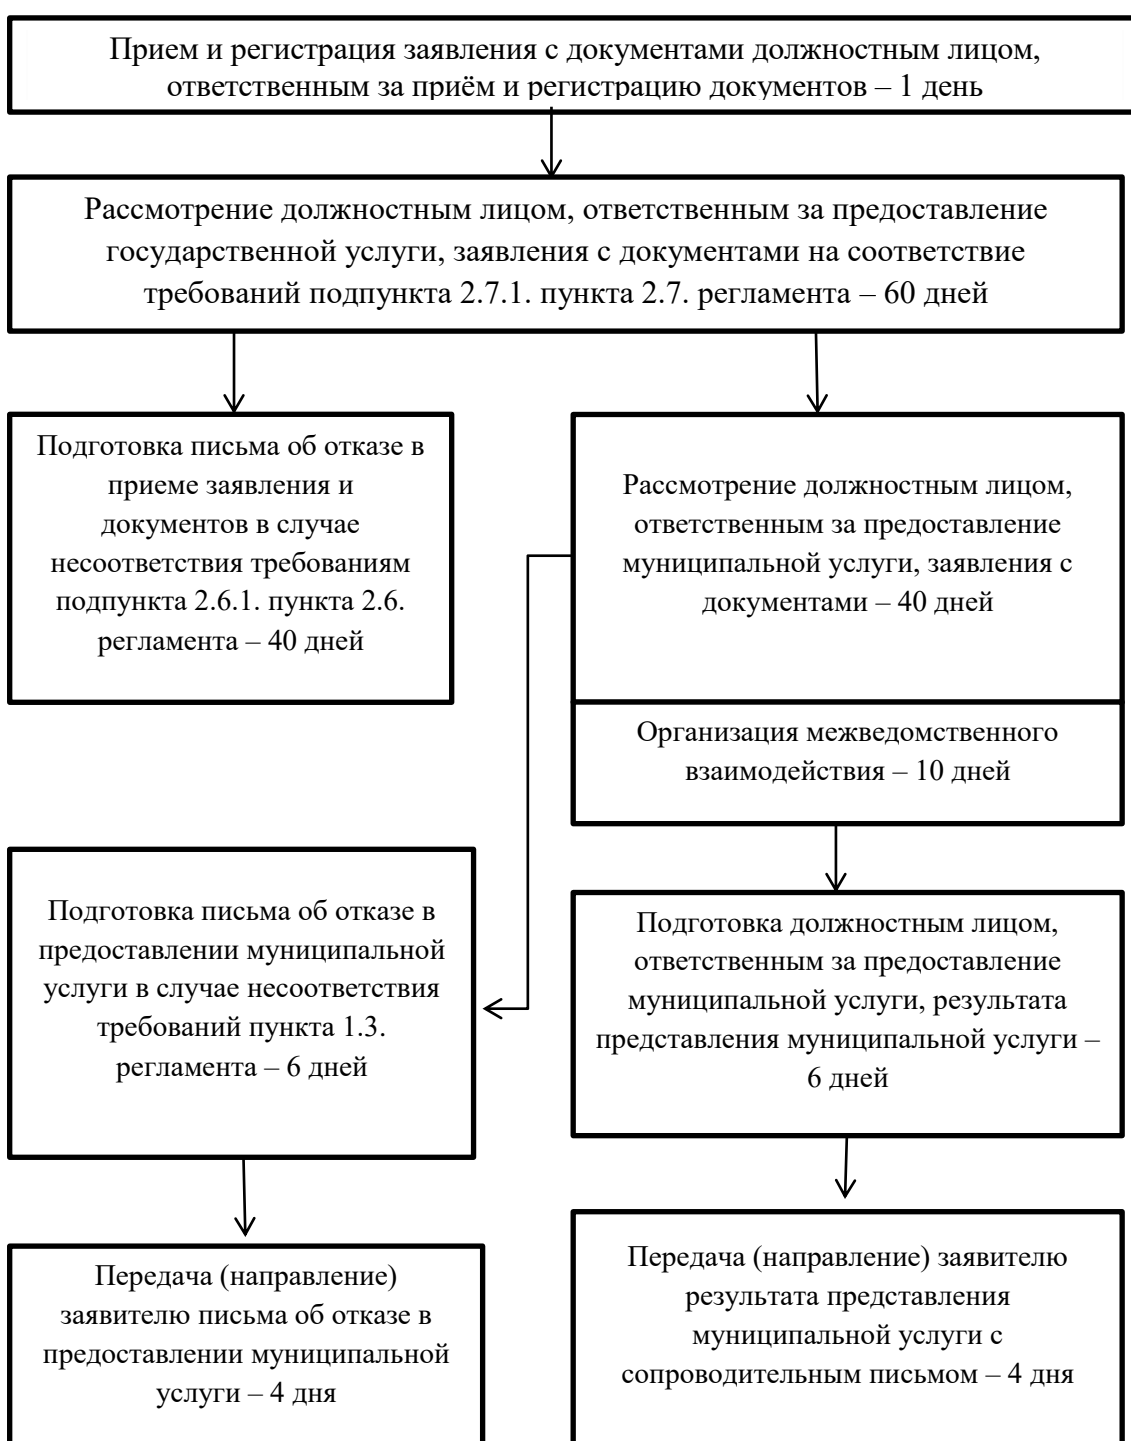 Прием и регистрация заявления с документами должностным лицом,
ответственным за приём и регистрацию документов – 1 день
Рассмотрение должностным лицом, ответственным за предоставление
государственной услуги, заявления с документами на соответствие
требований подпункта 2.7.1. пункта 2.7. регламента – 60 дней
Подготовка письма об отказе в
приеме заявления и
документов в случае
несоответствия требованиям
подпункта 2.6.1. пункта 2.6.
регламента – 40 дней
Рассмотрение должностным лицом,
ответственным за предоставление
муниципальной услуги, заявления с
документами – 40 дней
Организация межведомственного
взаимодействия – 10 дней
Подготовка письма об отказе в
предоставлении муниципальной
услуги в случае несоответствия
требований пункта 1.3.
регламента – 6 дней
Подготовка должностным лицом,
ответственным за предоставление
муниципальной услуги, результата
представления муниципальной услуги –
6 дней
Передача (направление)
заявителю письма об отказе в
предоставлении муниципальной
услуги – 4 дня
Передача (направление) заявителю
результата представления
муниципальной услуги с
сопроводительным письмом – 4 дня